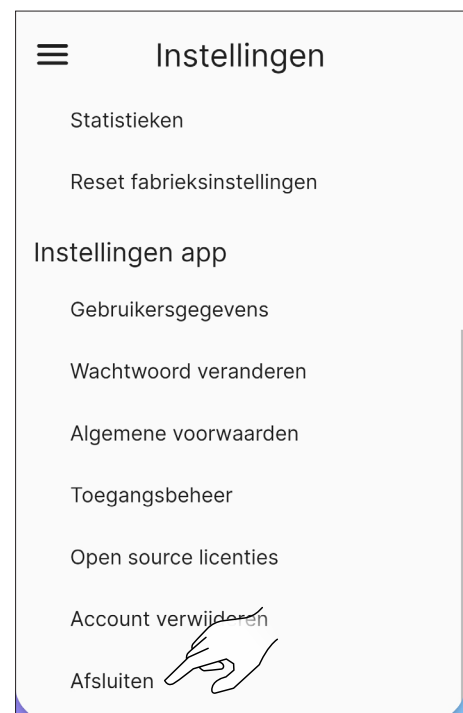 Instellingen
Statistieken
Reset fabrieksinstellingen
Instellingen app
Gebruikersgegevens
Wachtwoord veranderen
Algemene voorwaarden
Toegangsbeheer
Open source licenties
Account verwijderen
Afsluiten